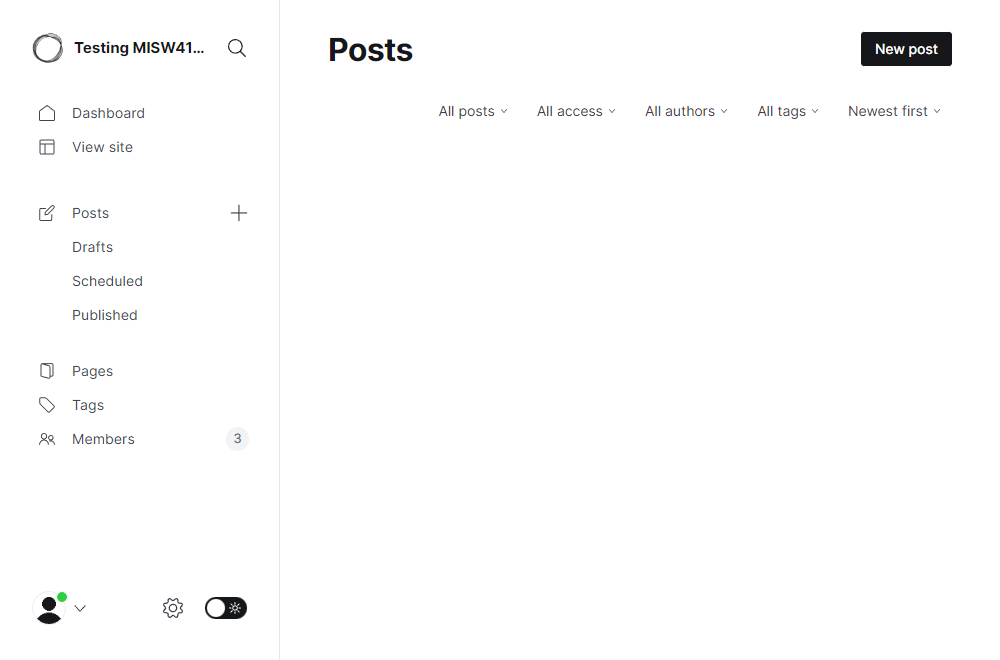 Testing MISW41...
Dashboard
View site
Posts
Drafts
Scheduled
Published
Pages
Tags
Members 3
Posts
New post
All posts All access All authors All tags Newest first